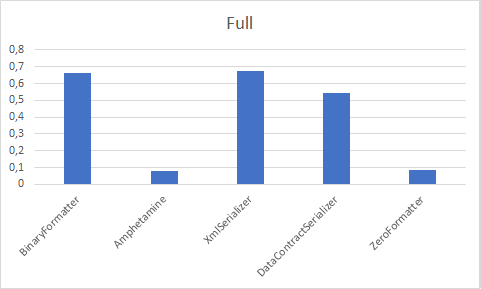 Full
0,8
0,7
0,6
0,5
0,4
0,3
0,2
0,1
0
BinaryFormatter
Amphetamine
XmlSerializer
DataContractSerializer
ZeroFormatter